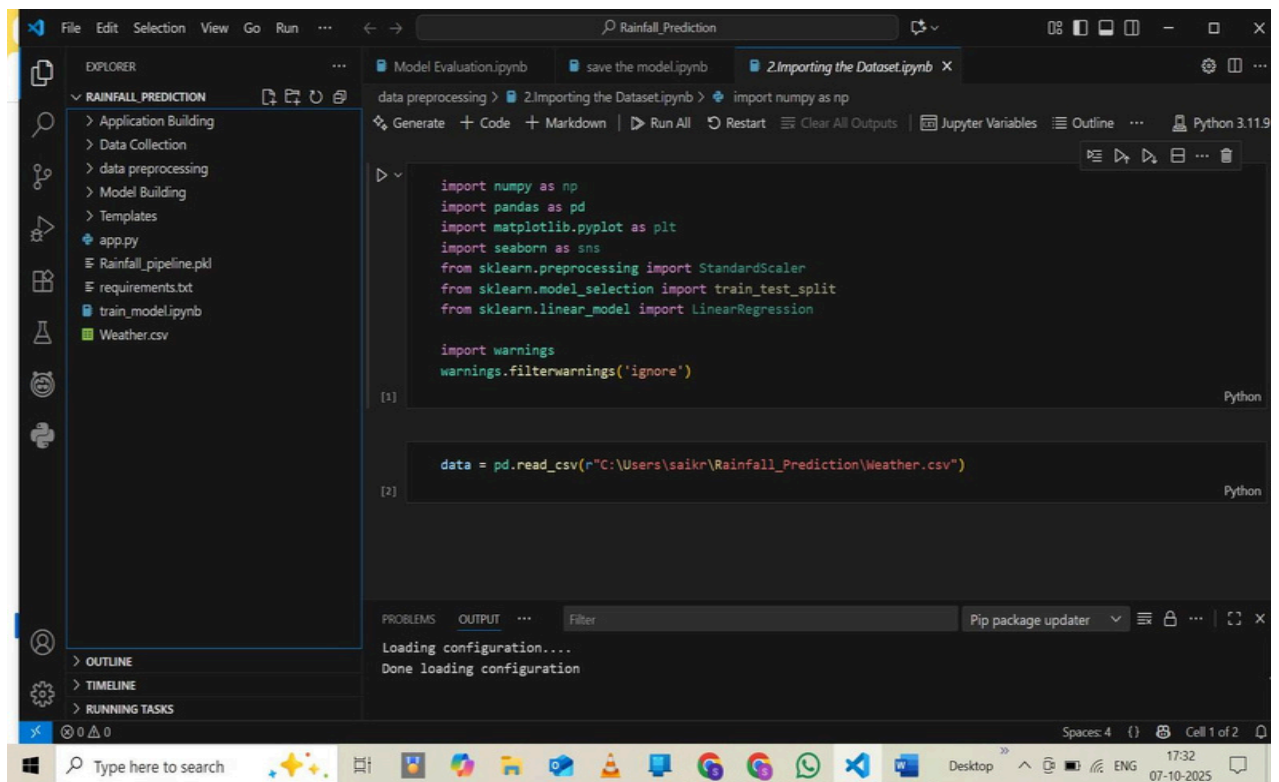 File Edit Selection View Go Run ··· Rainfall_Prediction
EXPLORER ···
RAINFALL_PREDICTION
Application Building
Data Collection
data preprocessing
Model Building
Templates
app.py
Rainfall_pipeline.pkl
requirements.txt
train_model.ipynb
Weather.csv
OUTLINE
TIMELINE
RUNNING TASKS
Model Evaluation.ipynb save the model.ipynb 2.Importing the Dataset.ipynb
data preprocessing > 2.Importing the Dataset.ipynb > import numpy as np
Generate + Code + Markdown | Run All Restart Clear All Outputs | Jupyter Variables Outline ··· Python 3.11.9
import numpy as np
import pandas as pd
import matplotlib.pyplot as plt
import seaborn as sns
from sklearn.preprocessing import StandardScaler
from sklearn.model_selection import train_test_split
from sklearn.linear_model import LinearRegression
import warnings
warnings.filterwarnings('ignore')
[1] Python
data = pd.read_csv(r"C:\Users\saikr\Rainfall_Prediction\Weather.csv")
[2] Python
PROBLEMS OUTPUT ··· Filter Pip package updater
Loading configuration....
Done loading configuration
0 0 Spaces: 4 {} Cell 1 of 2
Type here to search Desktop ENG 17:32
07-10-2025